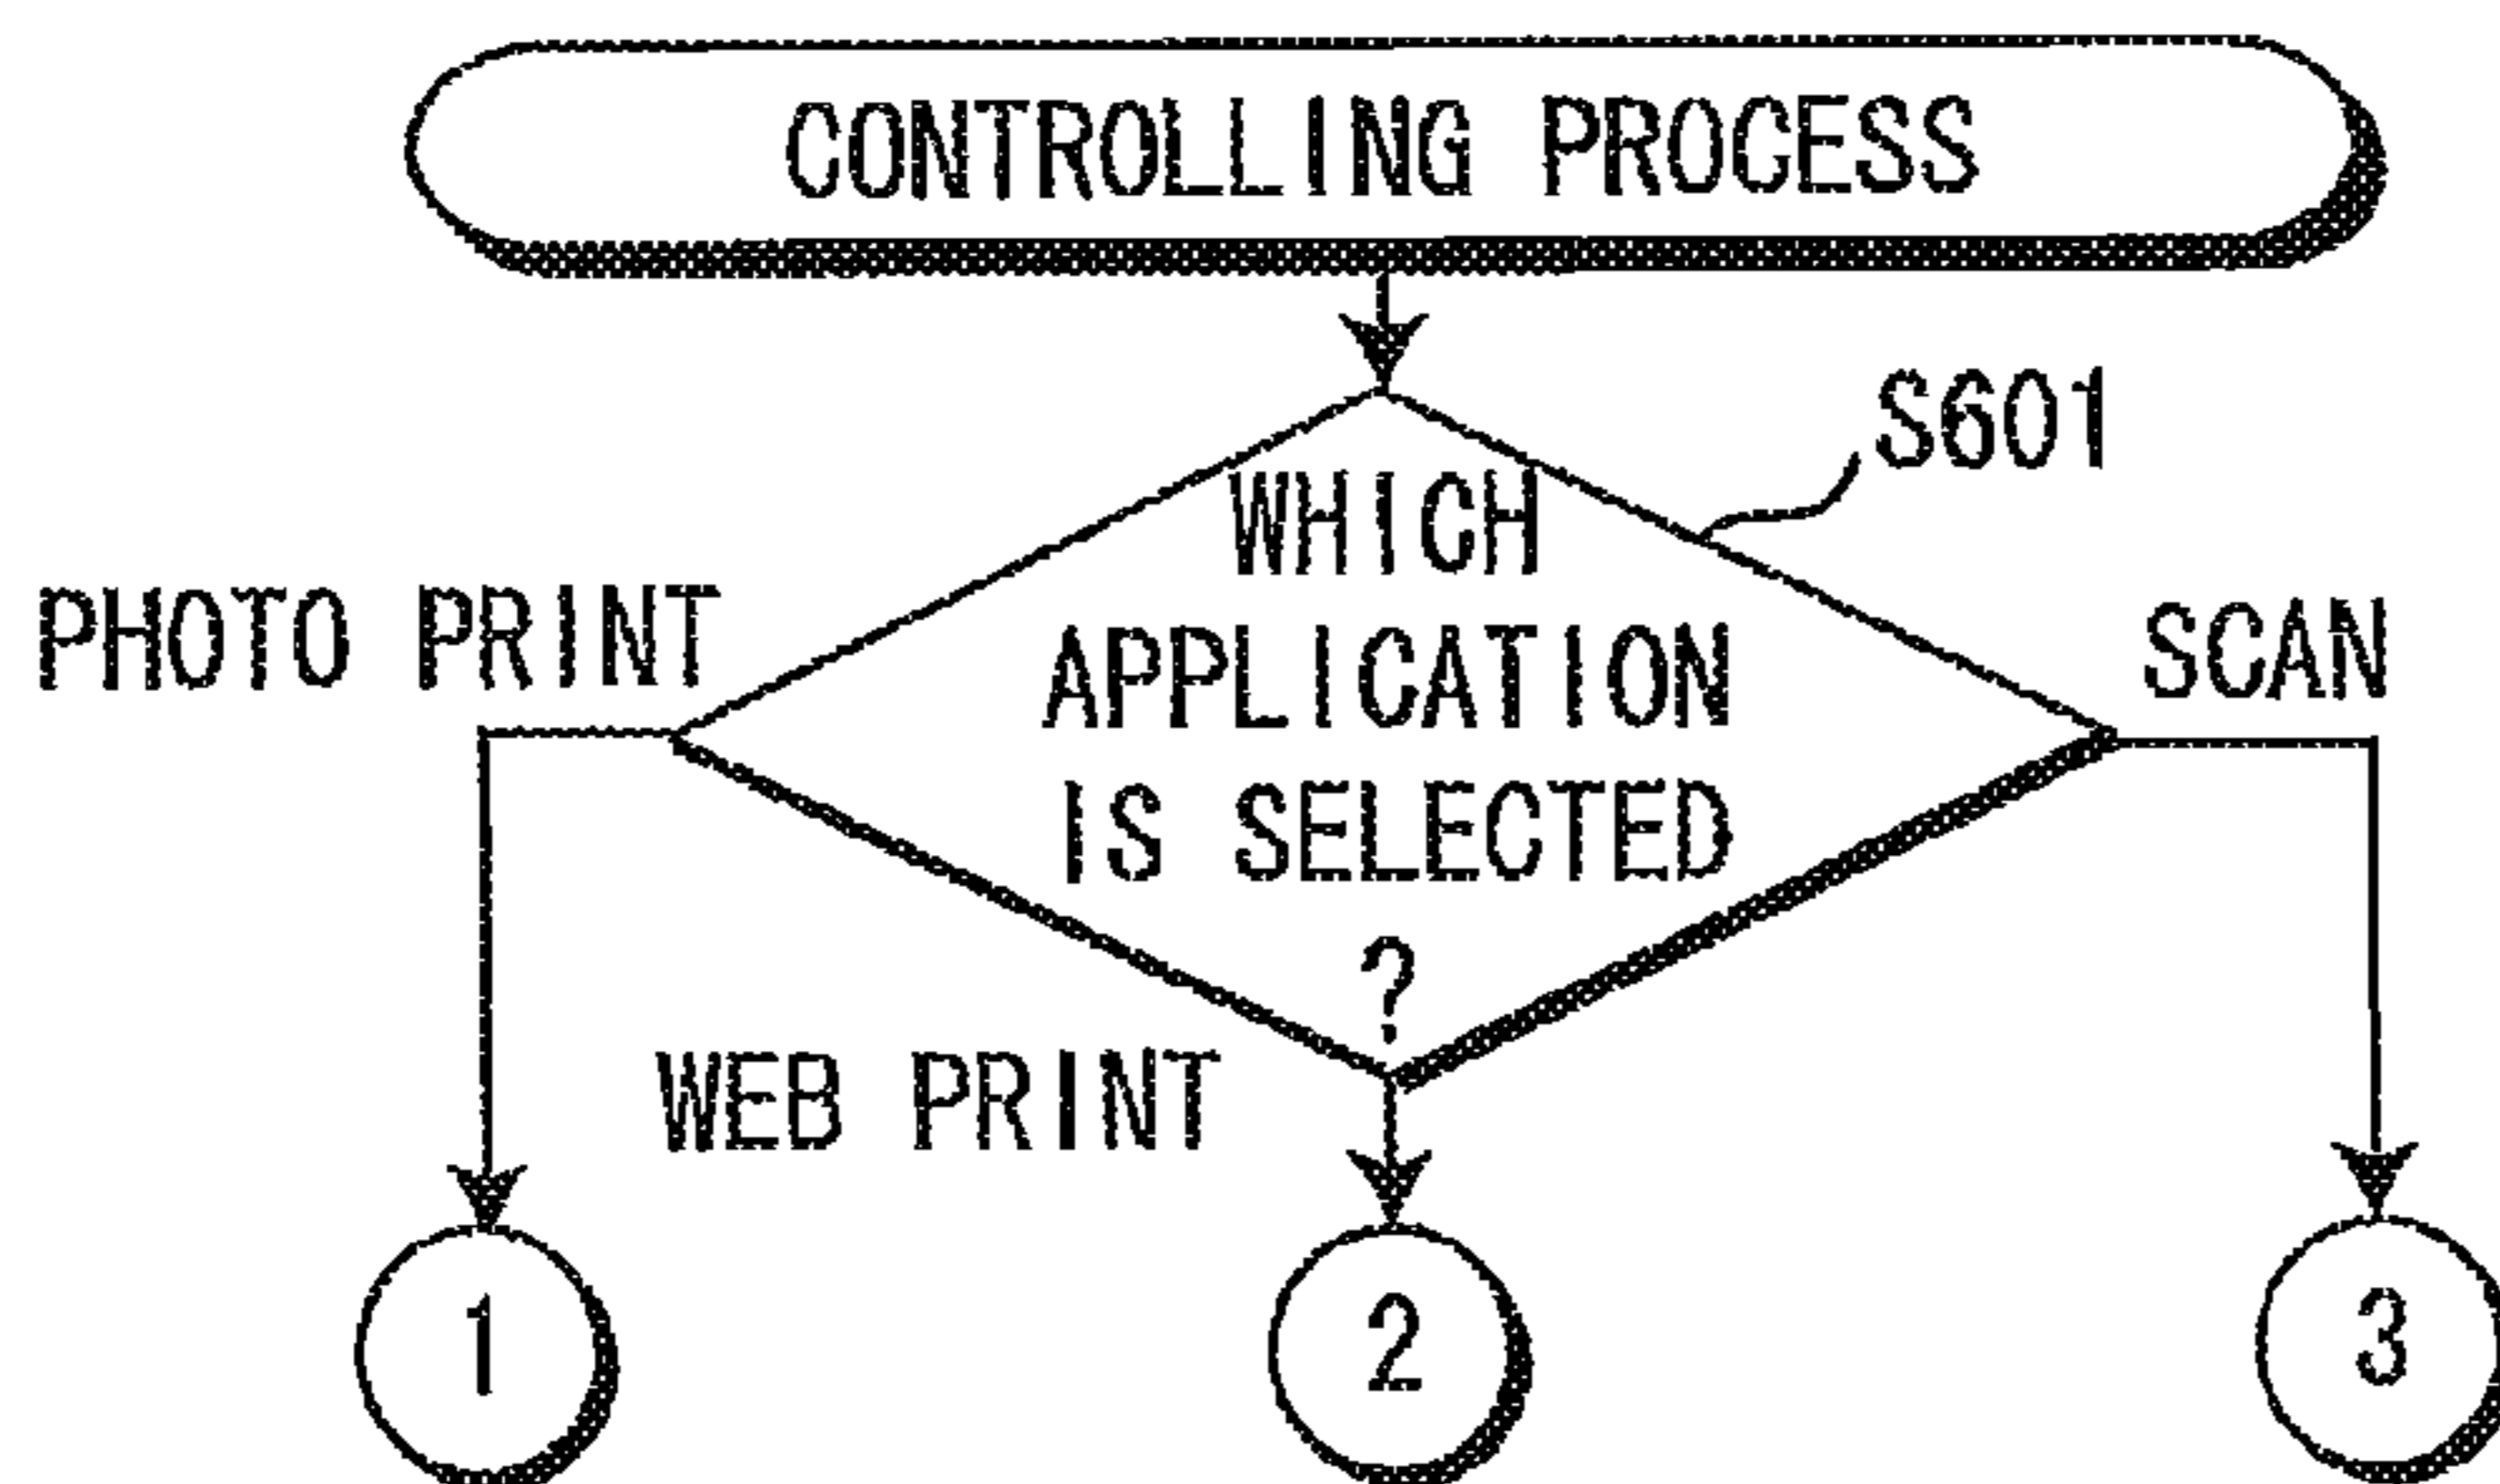 CONTROLLING PROCESS
S601
WHICH
APPLICATION
IS SELECTED
?
PHOTO PRINT
SCAN
WEB PRINT
1
2
3